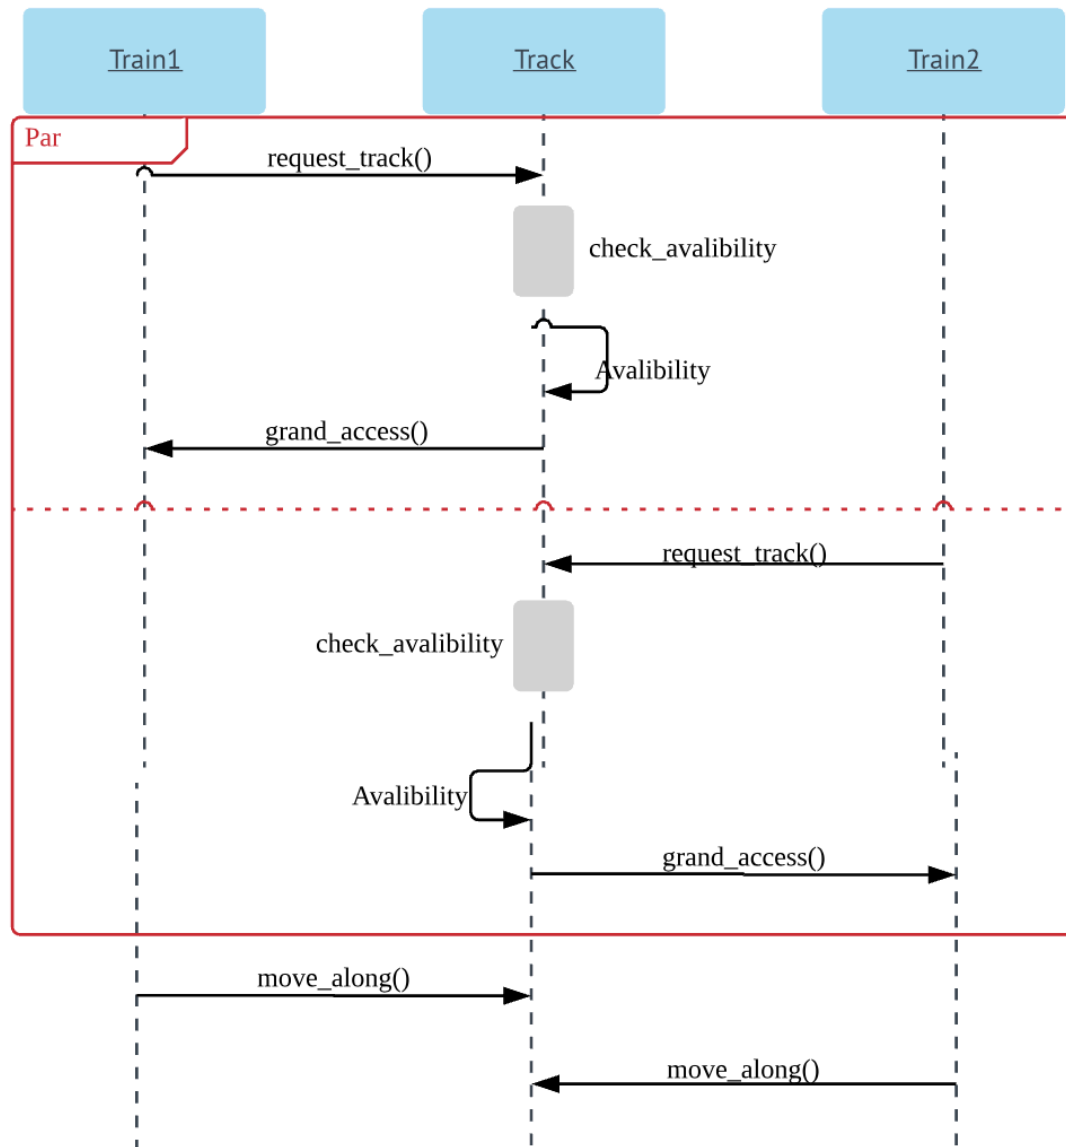 Train1
Track
Train2
Par
request_track()
check_avalibility
Avalibility
grand_access()
request_track()
check_avalibility
Avalibility
grand_access()
move_along()
move_along()